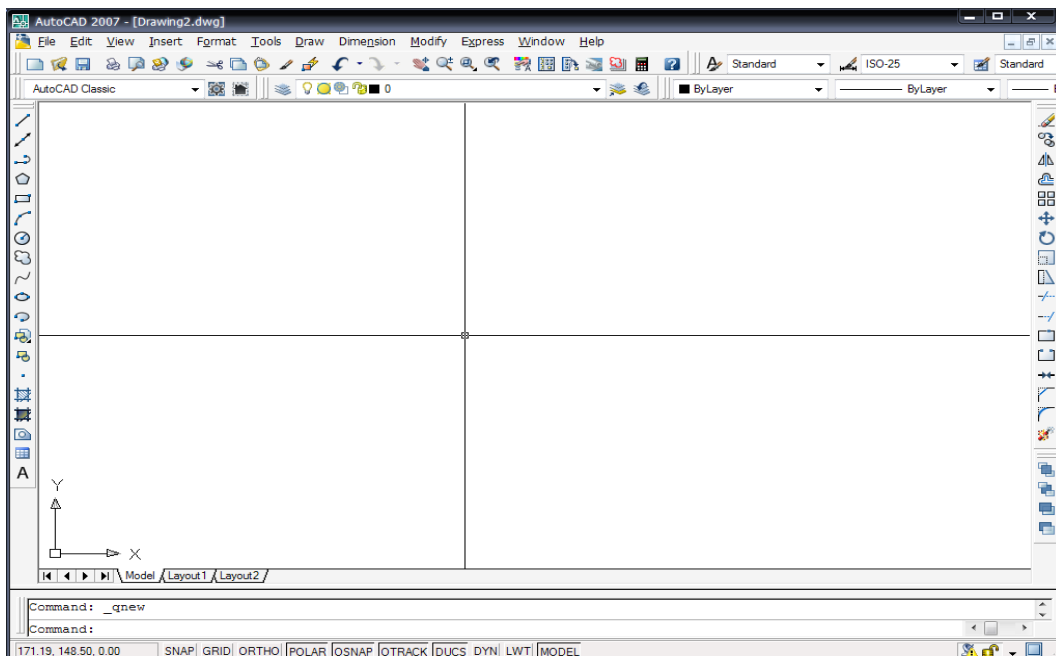 AutoCAD 2007 - [Drawing2.dwg]
File Edit View Insert Format Tools Draw Dimension Modify Express Window Help
Standard ISO-25 Standard
AutoCAD Classic 0 ByLayer ByLayer
A
Y
X
Model Layout1 Layout2
Command: _qnew
Command:
171.19, 148.50, 0.00 SNAP GRID ORTHO POLAR OSNAP OTRACK DUCS DYN LWT MODEL